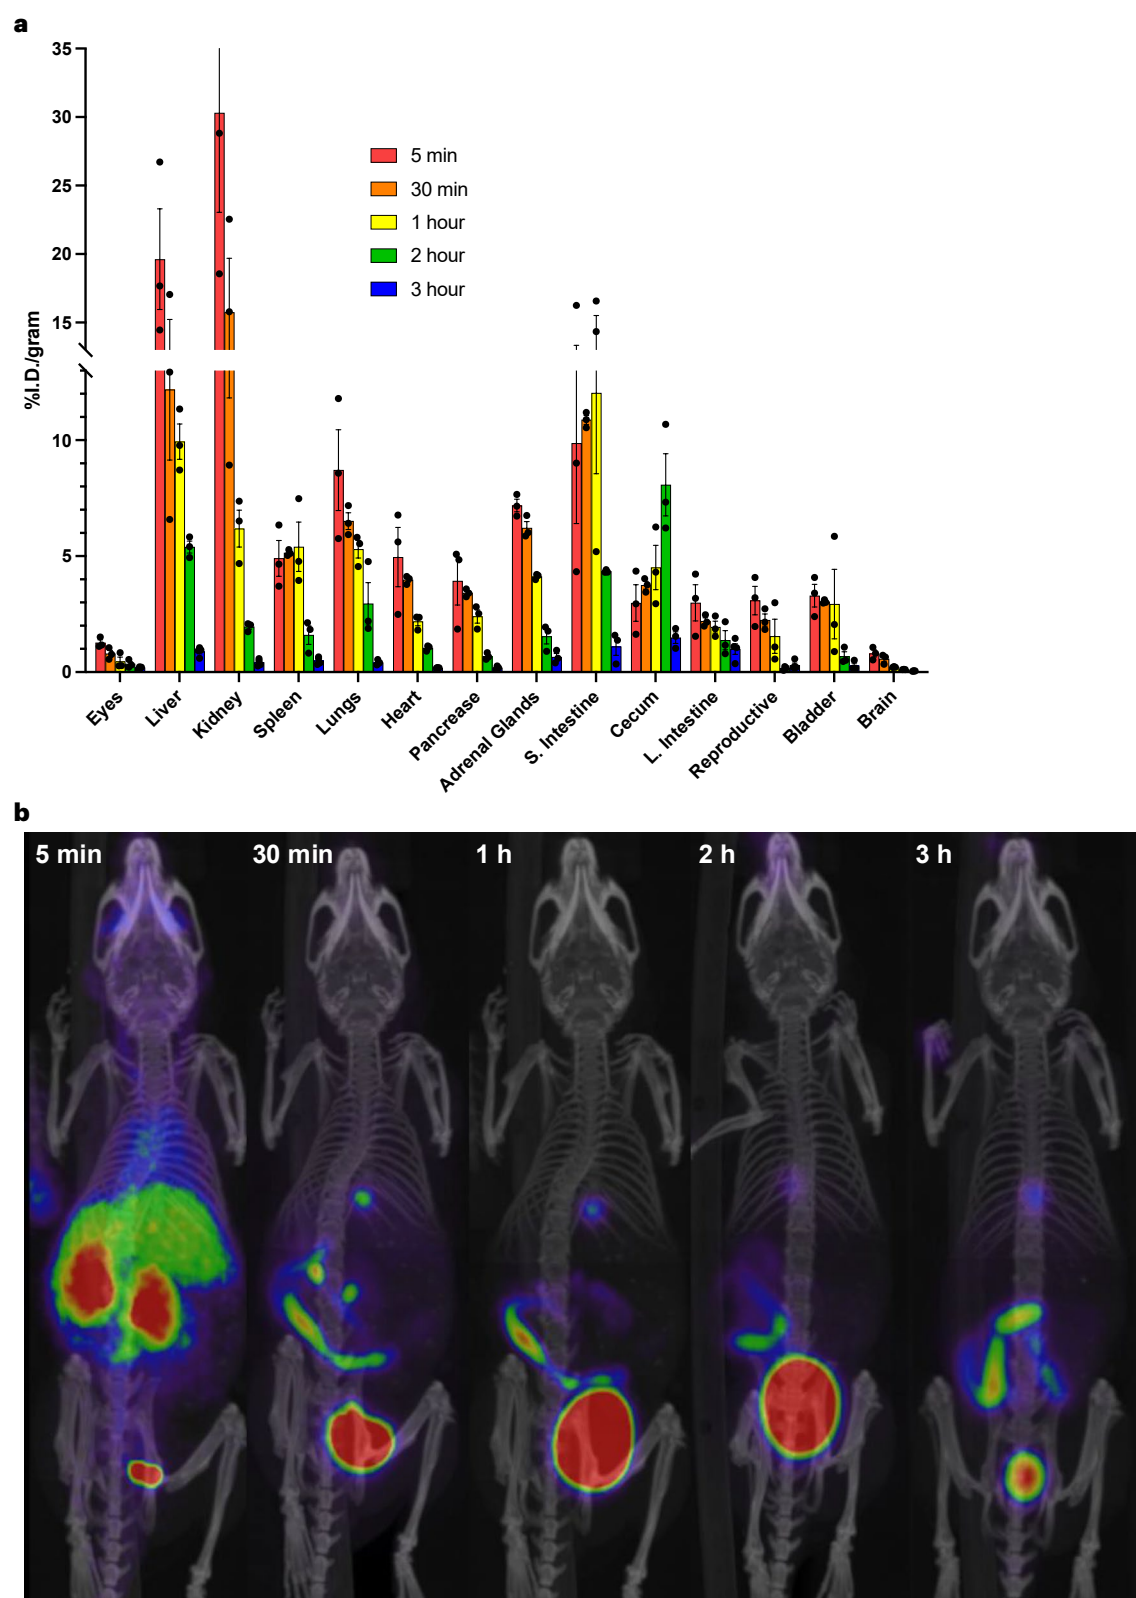 a
35
30
25
20
15
10
5
0
%I.D./gram
5 min
30 min
1 hour
2 hour
3 hour
Eyes
Liver
Kidney
Spleen
Lungs
Heart
Pancrease
Adrenal Glands
S. Intestine
Cecum
L. Intestine
Reproductive
Bladder
Brain
b
5 min
30 min
1 h
2 h
3 h